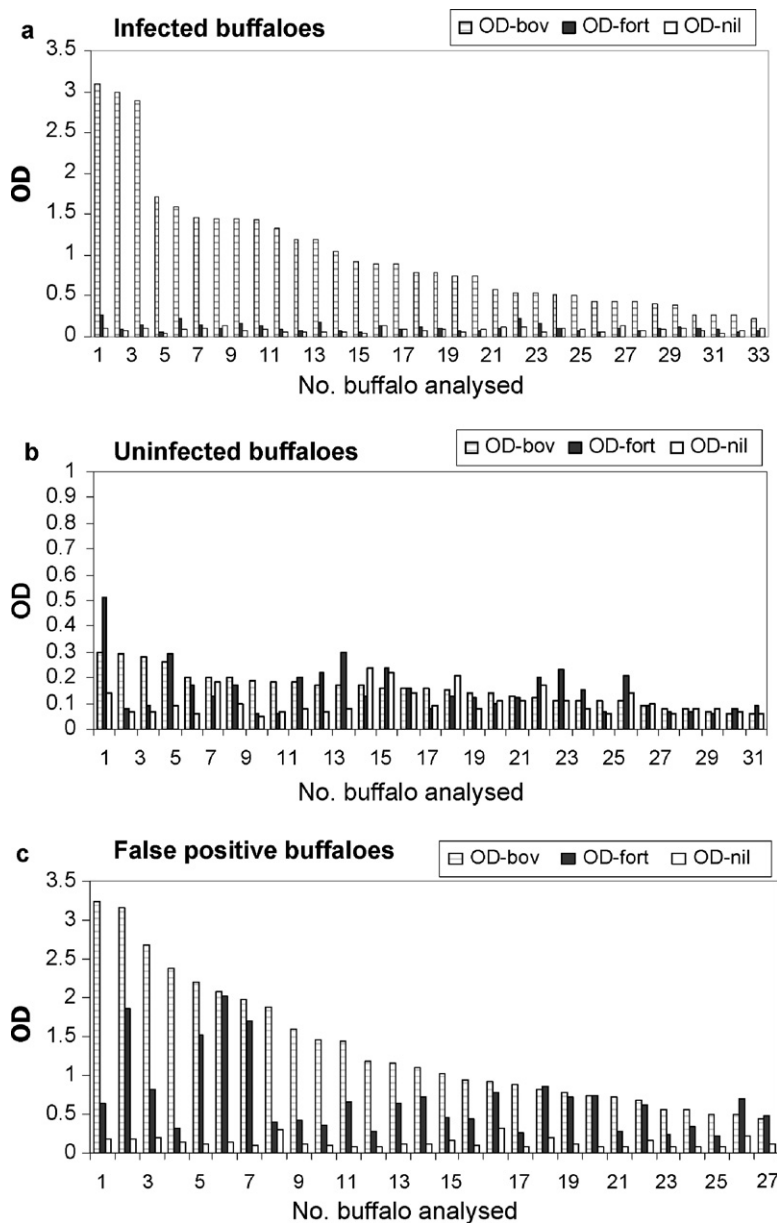 a Infected buffaloes OD-bov OD-fort OD-nil
3.5
3
2.5
2
1.5
1
0.5
0
OD
1 3 5 7 9 11 13 15 17 19 21 23 25 27 29 31 33
No. buffalo analysed
b Uninfected buffaloes OD-bov OD-fort OD-nil
1
0.9
0.8
0.7
0.6
0.5
0.4
0.3
0.2
0.1
0
OD
1 3 5 7 9 11 13 15 17 19 21 23 25 27 29 31
No. buffalo analysed
c False positive buffaloes OD-bov OD-fort OD-nil
3.5
3
2.5
2
1.5
1
0.5
0
OD
1 3 5 7 9 11 13 15 17 19 21 23 25 27
No. buffalo analysed